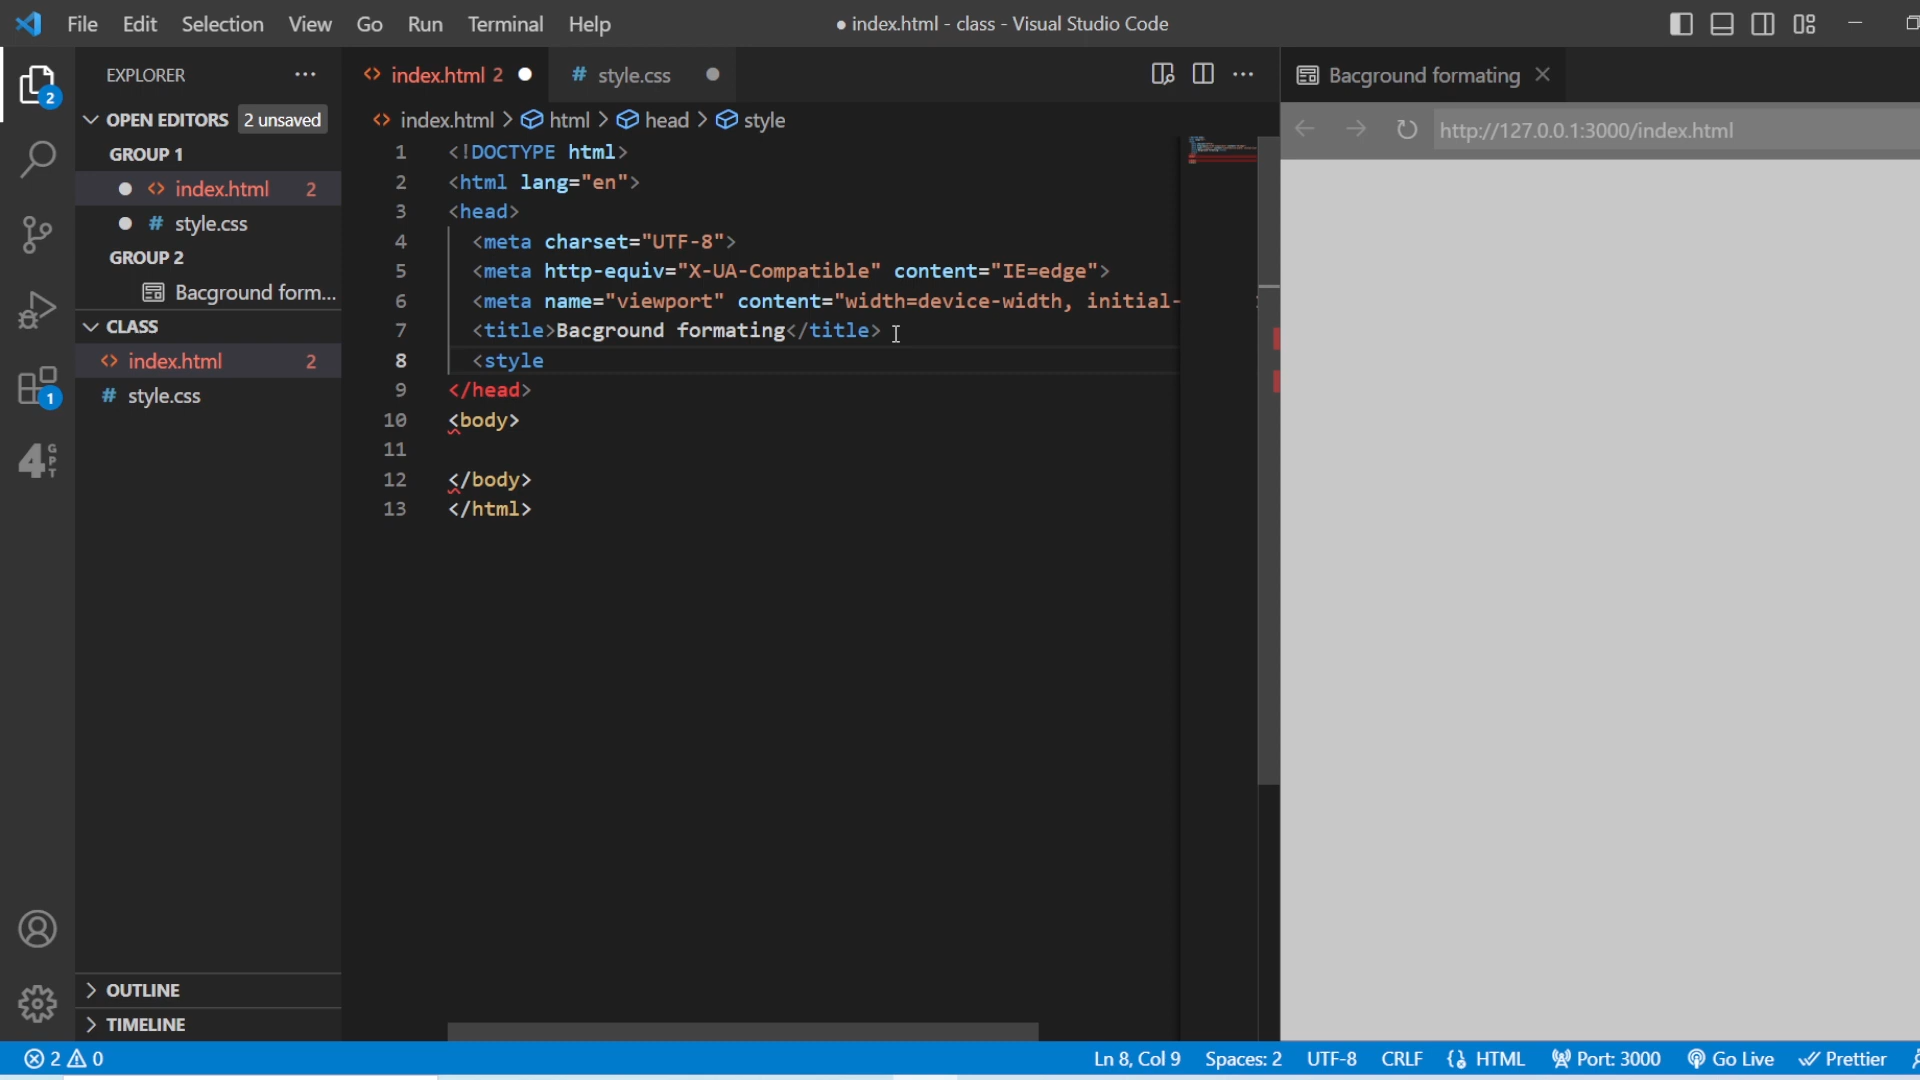 File Edit Selection View Go Run Terminal Help
● index.html - class - Visual Studio Code
EXPLORER
OPEN EDITORS 2 unsaved
GROUP 1
index.html 2
# style.css
GROUP 2
Bacground form...
CLASS
index.html 2
# style.css
OUTLINE
TIMELINE
2
1
4 GPT
index.html 2
# style.css
index.html > html > head > style
1 <!DOCTYPE html>
2 <html lang="en">
3 <head>
4 <meta charset="UTF-8">
5 <meta http-equiv="X-UA-Compatible" content="IE=edge">
6 <meta name="viewport" content="width=device-width, initial-
7 <title>Bacground formating</title>
8 <style
9 </head>
10 <body>
11
12 </body>
13 </html>
Bacground formating
http://127.0.0.1:3000/index.html
2 0
Ln 8, Col 9 Spaces: 2 UTF-8 CRLF HTML Port: 3000 Go Live Prettier